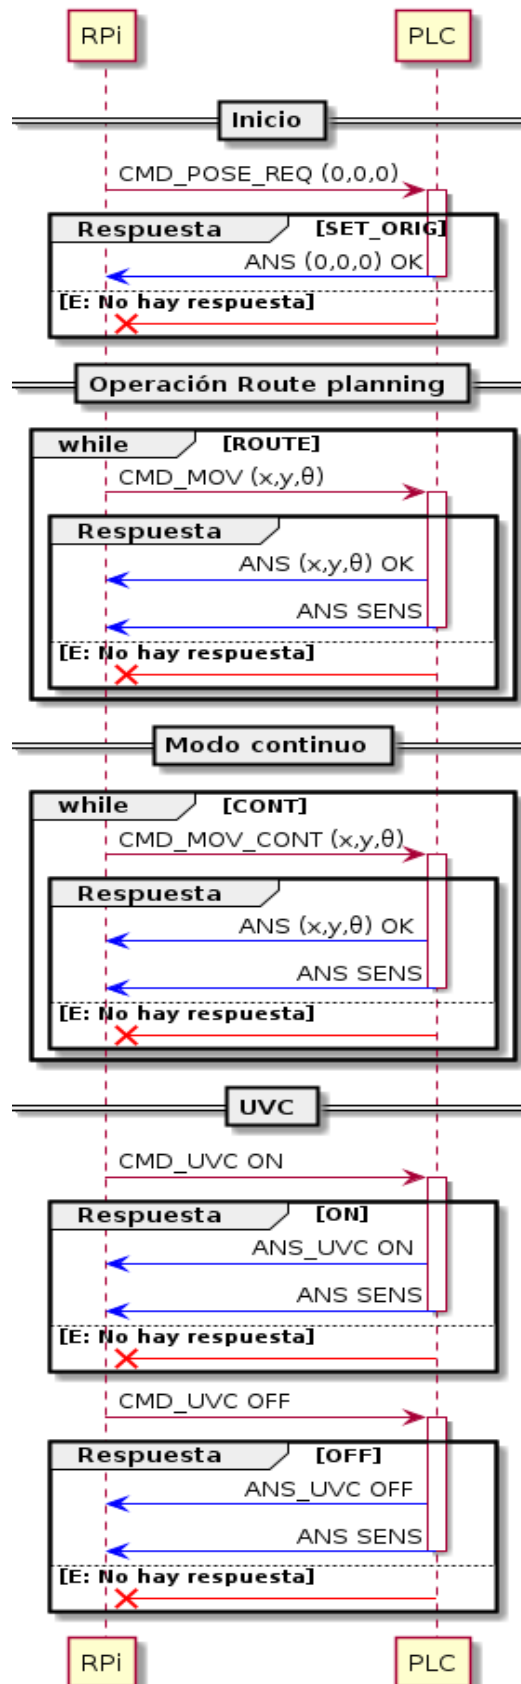 RPi PLC
Inicio
CMD_POSE_REQ (0,0,0)
Respuesta [SET_ORIG]
ANS (0,0,0) OK
[E: No hay respuesta]
Operación Route planning
while [ROUTE]
CMD_MOV (x,y,θ)
Respuesta
ANS (x,y,θ) OK
ANS SENS
[E: No hay respuesta]
Modo continuo
while [CONT]
CMD_MOV_CONT (x,y,θ)
Respuesta
ANS (x,y,θ) OK
ANS SENS
[E: No hay respuesta]
UVC
CMD_UVC ON
Respuesta [ON]
ANS_UVC ON
ANS SENS
[E: No hay respuesta]
CMD_UVC OFF
Respuesta [OFF]
ANS_UVC OFF
ANS SENS
[E: No hay respuesta]
RPi PLC